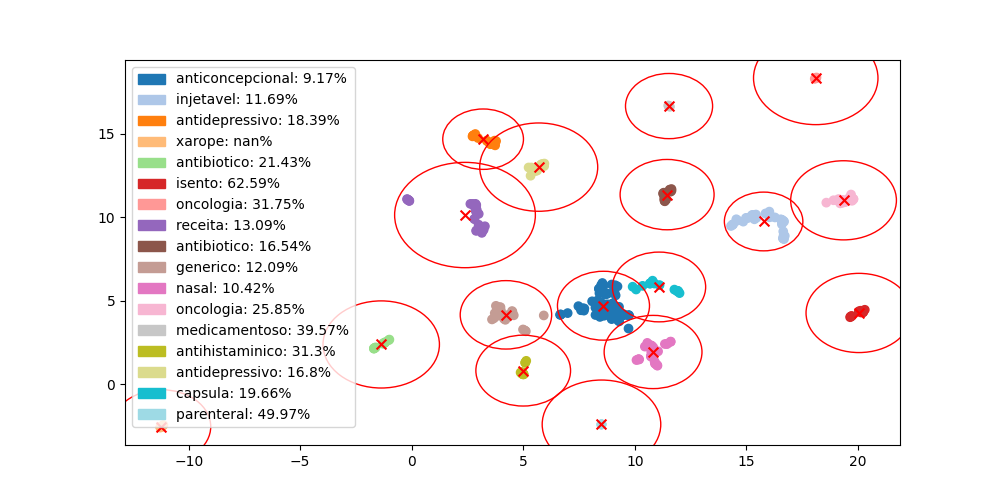 anticoncepcional: 9.17%
injetavel: 11.69%
antidepressivo: 18.39%
xarope: nan%
antibiotico: 21.43%
isento: 62.59%
oncologia: 31.75%
receita: 13.09%
antibiotico: 16.54%
generico: 12.09%
nasal: 10.42%
oncologia: 25.85%
medicamentoso: 39.57%
antihistaminico: 31.3%
antidepressivo: 16.8%
capsula: 19.66%
parenteral: 49.97%
15
10
5
0
−10 −5 0 5 10 15 20